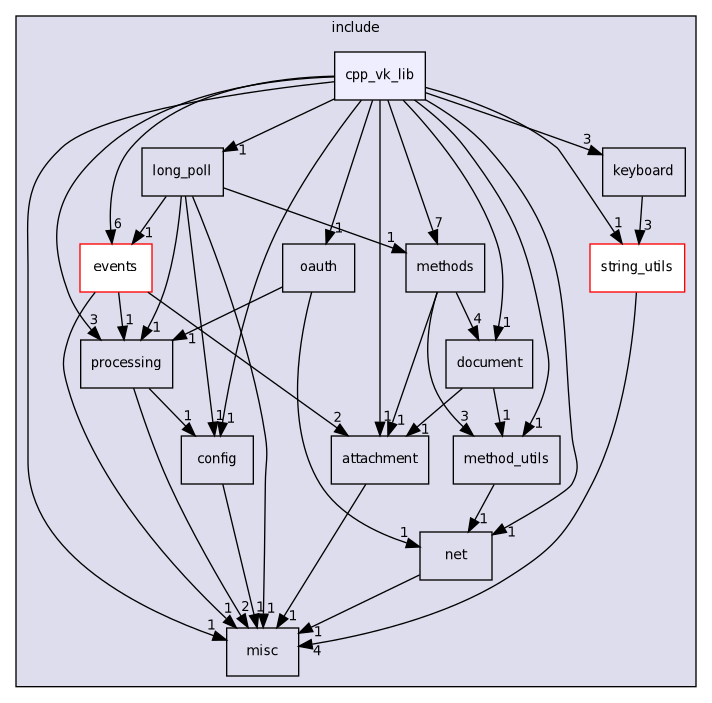 include
cpp_vk_lib
3
1
long_poll
keyboard
6
1
1
7
1
3
1
events
oauth
methods
string_utils
3
1
1
1
4
1
processing
document
1
1
1
2
1
1
1
3
1
1
config
attachment
method_utils
1
1
1
net
1
1
2
1
1
1
1
4
misc